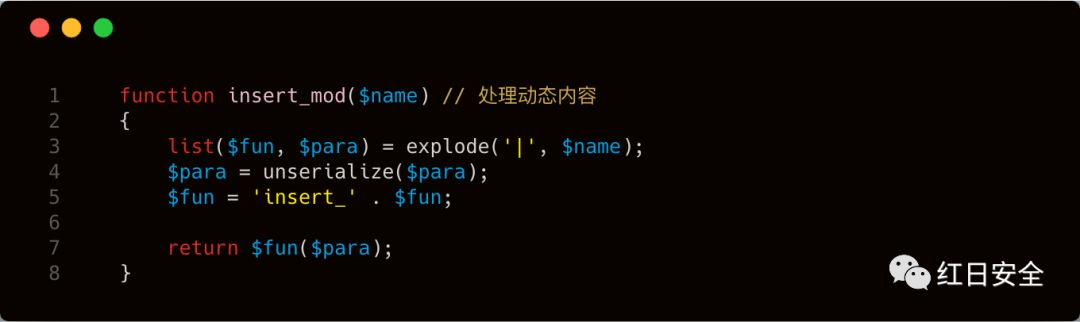 1 function insert_mod($name) // 处理动态内容
2 {
3 list($fun, $para) = explode('|', $name);
4 $para = unserialize($para);
5 $fun = 'insert_' . $fun;
6
7 return $fun($para);
8 }
红日安全